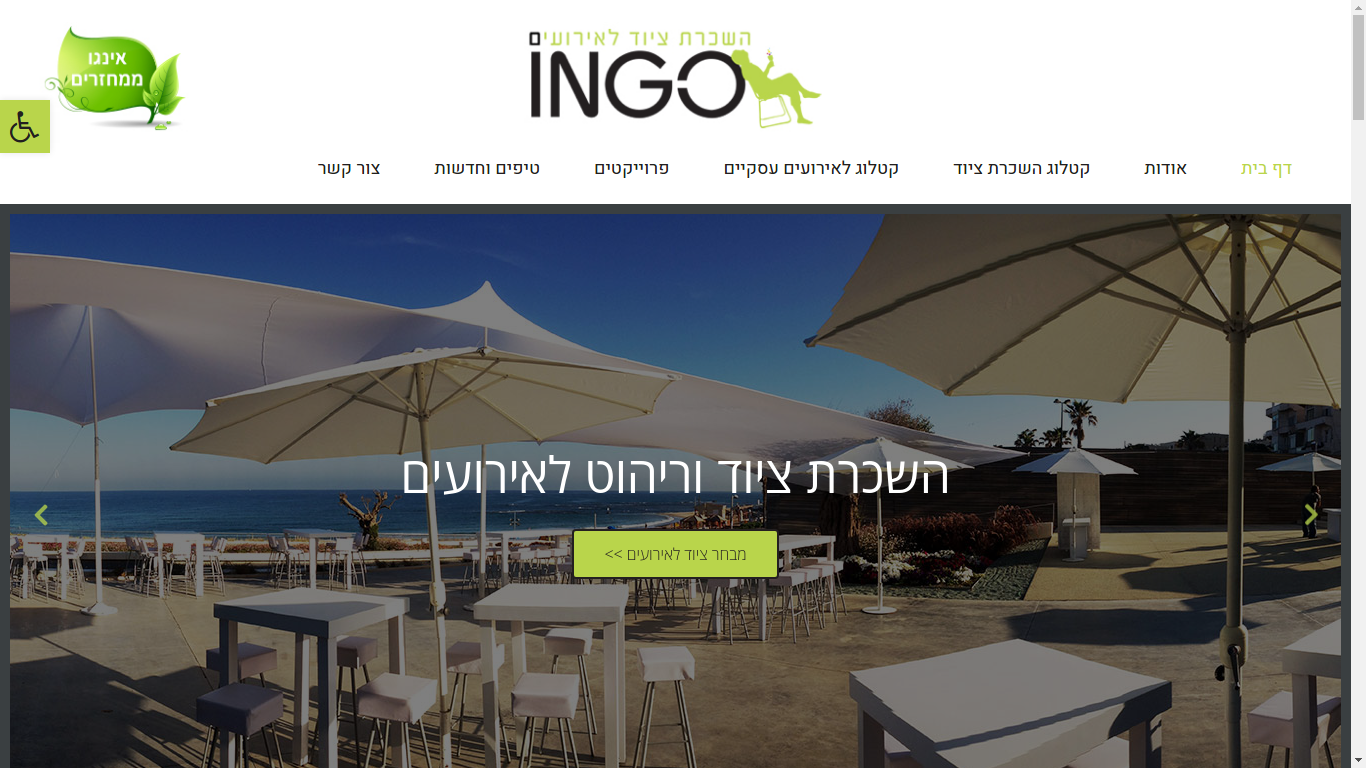 אינגו
ממחזרים
השכרת ציוד לאירועים
INGO
דף בית
אודות
קטלוג השכרת ציוד
קטלוג לאירועים עסקיים
פרוייקטים
טיפים וחדשות
צור קשר
השכרת ציוד וריהוט לאירועים
מבחר ציוד לאירועים >>